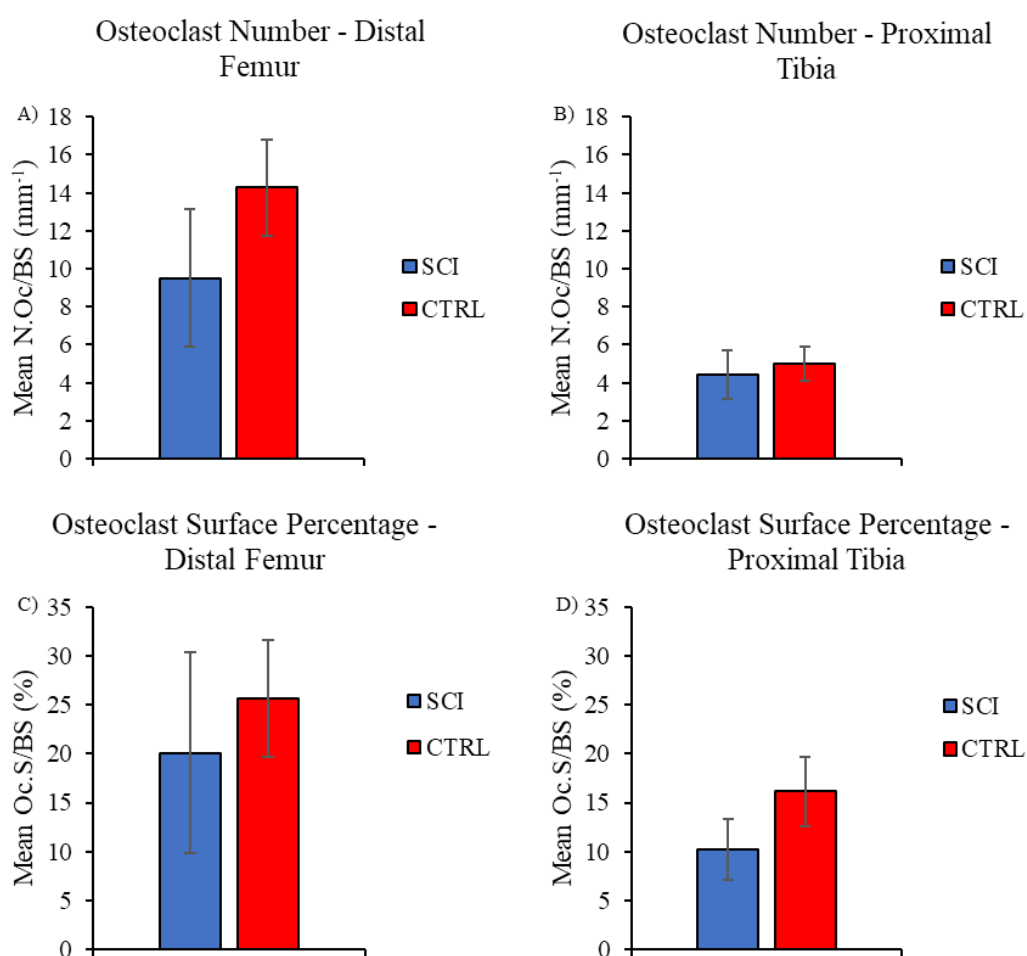 Osteoclast Number - Distal
Femur
A)
Mean N.Oc/BS (mm⁻¹)
18
16
14
12
10
8
6
4
2
0
SCI
CTRL
Osteoclast Number - Proximal
Tibia
B)
Mean N.Oc/BS (mm⁻¹)
18
16
14
12
10
8
6
4
2
0
SCI
CTRL
Osteoclast Surface Percentage -
Distal Femur
C)
Mean Oc.S/BS (%)
35
30
25
20
15
10
5
0
SCI
CTRL
Osteoclast Surface Percentage -
Proximal Tibia
D)
Mean Oc.S/BS (%)
35
30
25
20
15
10
5
0
SCI
CTRL